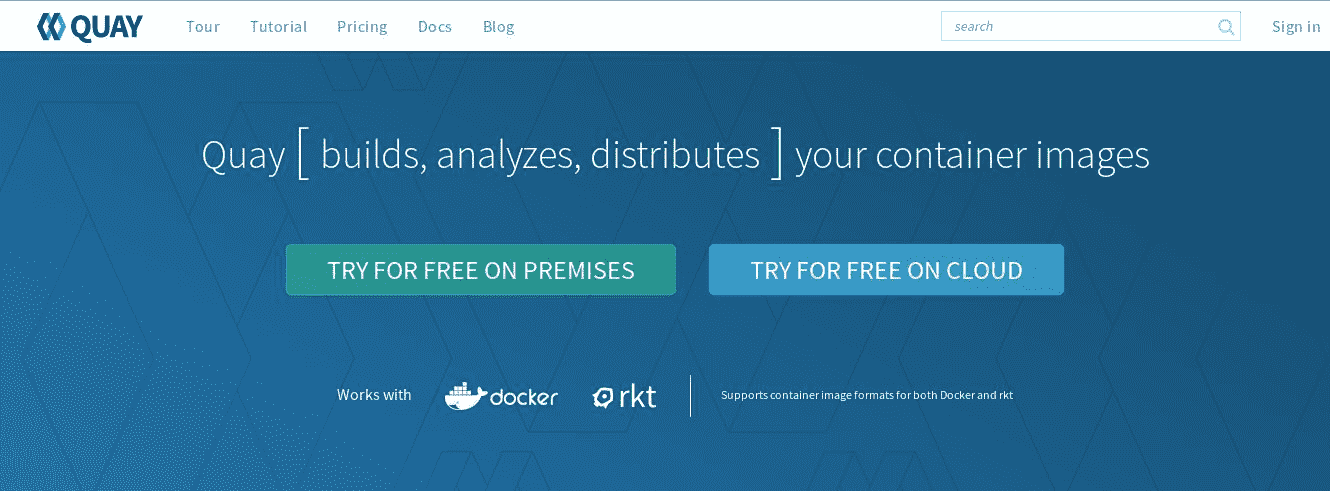 QUAY Tour Tutorial Pricing Docs Blog search Sign in
Quay [ builds, analyzes, distributes ] your container images
TRY FOR FREE ON PREMISES TRY FOR FREE ON CLOUD
Works with docker rkt Supports container image formats for both Docker and rkt